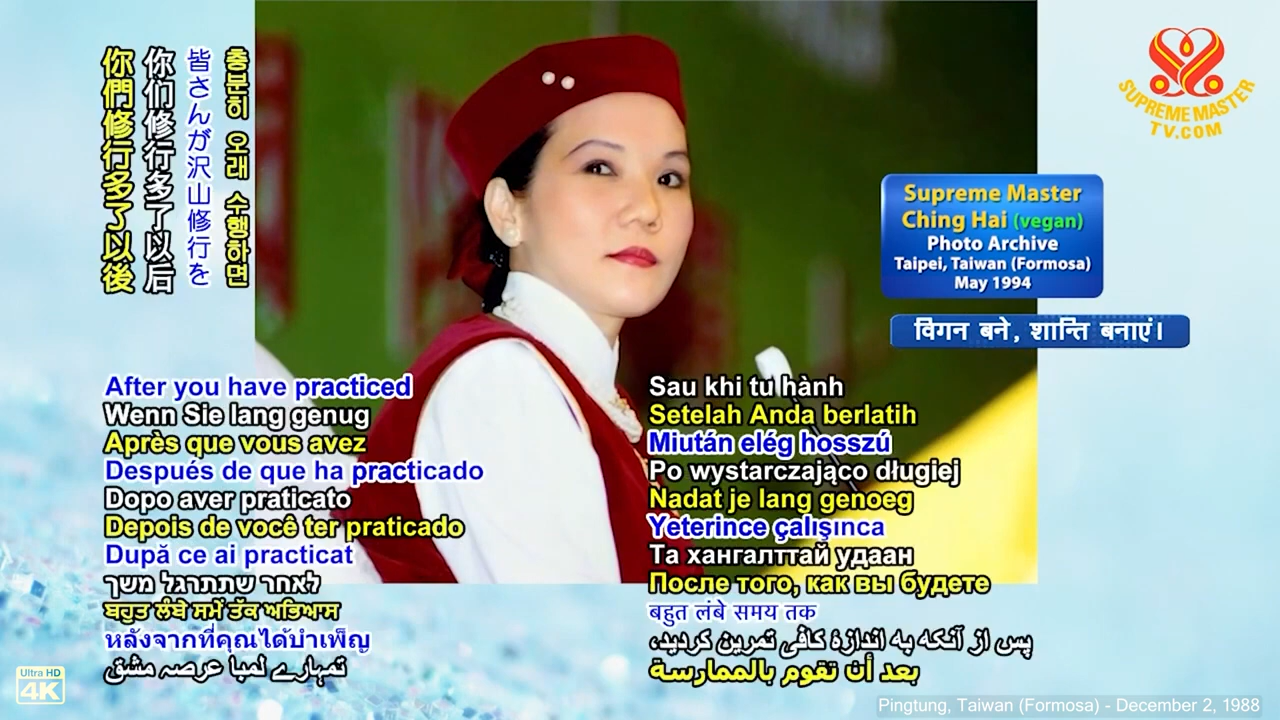 你們修行多了以後
你们修行多了以后
皆さんが沢山修行を
충분히 오래 수행하면
SUPREME MASTER
TV.COM
Supreme Master
Ching Hai (vegan)
Photo Archive
Taipei, Taiwan (Formosa)
May 1994
विगन बने, शान्ति बनाएं।
After you have practiced
Wenn Sie lang genug
Après que vous avez
Después de que ha practicado
Dopo aver praticato
Depois de você ter praticado
După ce ai practicat
לאחר שתתרגל משך
ਬਹੁਤ ਲੰਬੇ ਸਮੇਂ ਤੱਕ ਅਭਿਆਸ
หลังจากที่คุณได้บำเพ็ญ
تمہارے لمبا عرصہ مشق
Sau khi tu hành
Setelah Anda berlatih
Miután elég hosszú
Po wystarczająco długiej
Nadat je lang genoeg
Yeterince çalışınca
Та хангалттай удаан
После того, как вы будете
बहुत लंबे समय तक
پس از آنکه به اندازهٔ کافی تمرین کردید،
بعد أن تقوم بالممارسة
Ultra HD
4K
Pingtung, Taiwan (Formosa) - December 2, 1988